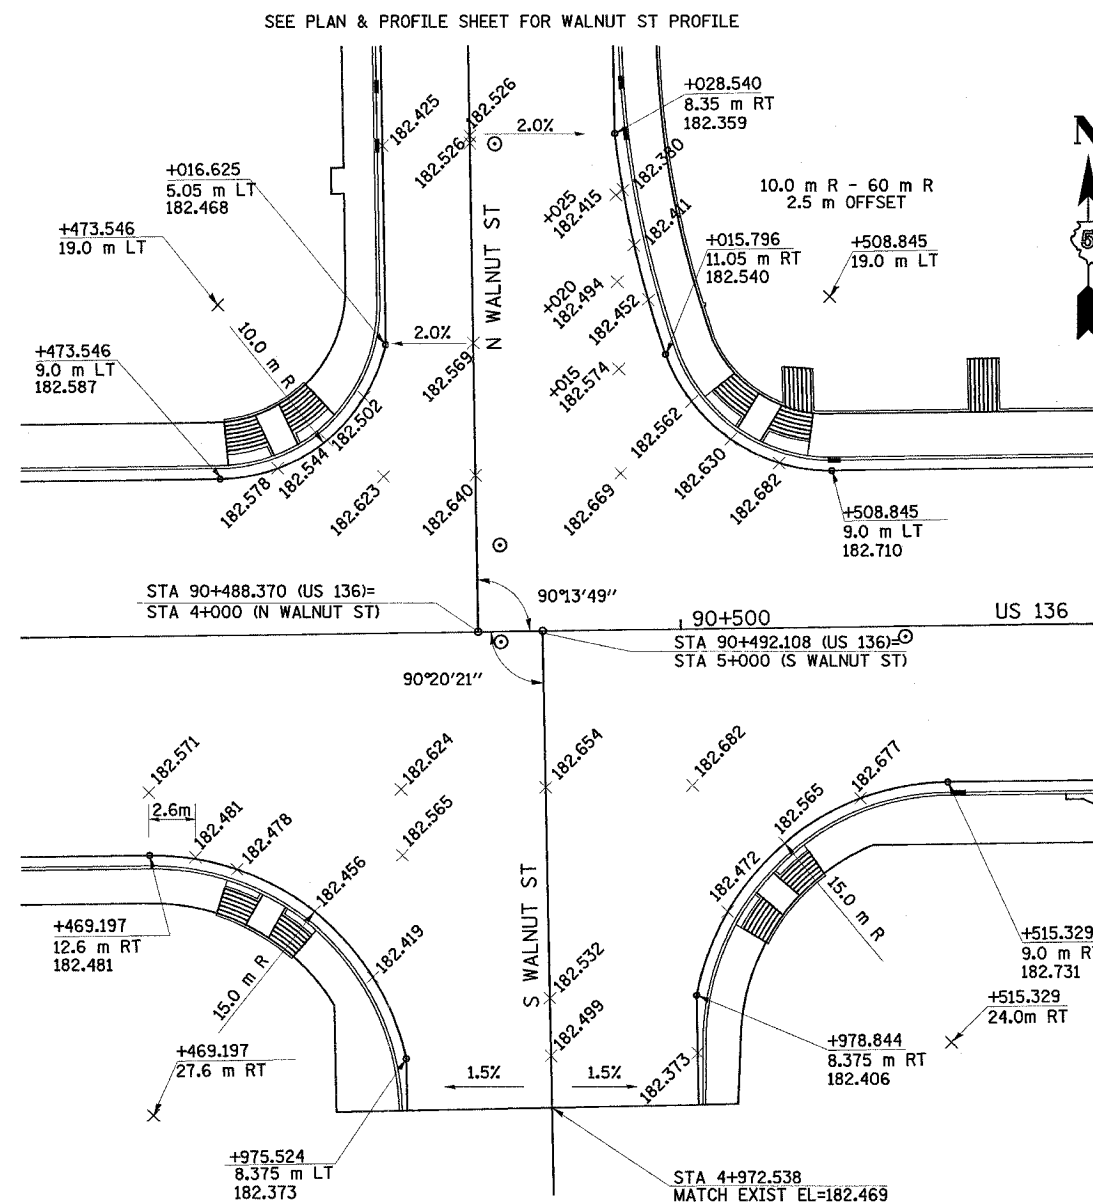 SEE PLAN & PROFILE SHEET FOR WALNUT ST PROFILE
+028.540
8.35 m RT
182.359
182.425
182.526
182.526
2.0%
N
+016.625
5.05 m LT
182.468
182.380
10.0 m R - 60 m R
2.5 m OFFSET
+025
182.415
182.411
+473.546
19.0 m LT
N WALNUT ST
+015.796
11.05 m RT
182.540
+508.845
19.0 m LT
5
+020
182.494
182.452
10.0 m R
2.0%
+473.546
9.0 m LT
182.587
182.569
+015
182.574
182.502
182.562
182.544
182.578
182.623
182.640
182.669
182.630
182.682
+508.845
9.0 m LT
182.710
STA 90+488.370 (US 136)=
STA 4+000 (N WALNUT ST)
90°13'49''
90+500
US 136
STA 90+492.108 (US 136)=
STA 5+000 (S WALNUT ST)
90°20'21''
182.571
182.624
182.654
182.682
182.677
2.6m
182.481
182.478
182.565
182.565
182.456
182.472
S WALNUT ST
15.0 m R
+469.197
12.6 m RT
182.481
182.419
182.532
+515.329
9.0 m RT
182.731
15.0 m R
182.499
+515.329
24.0m RT
+469.197
27.6 m RT
182.373
+978.844
8.375 m RT
182.406
1.5%
1.5%
+975.524
8.375 m LT
182.373
STA 4+972.538
MATCH EXIST EL=182.469